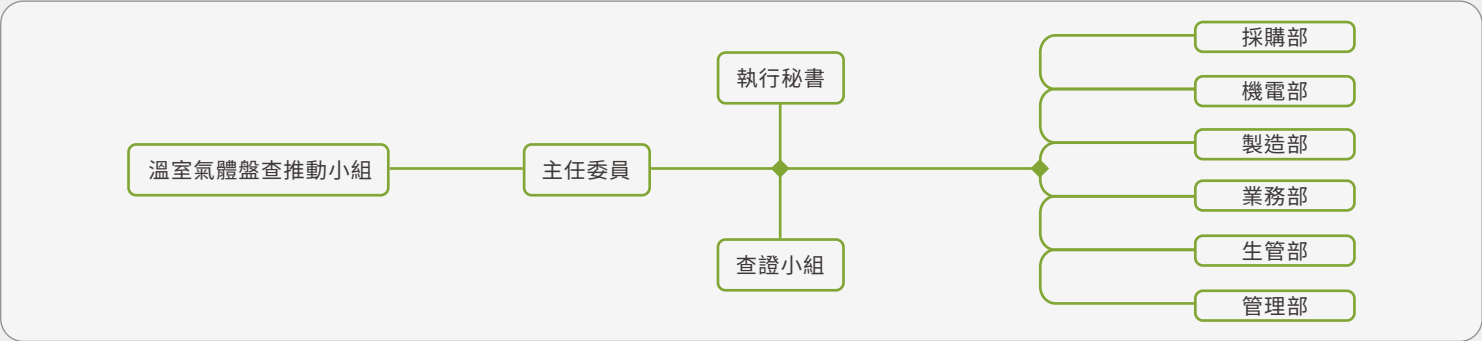 溫室氣體盤查推動小組
主任委員
執行秘書
查證小組
採購部
機電部
製造部
業務部
生管部
管理部